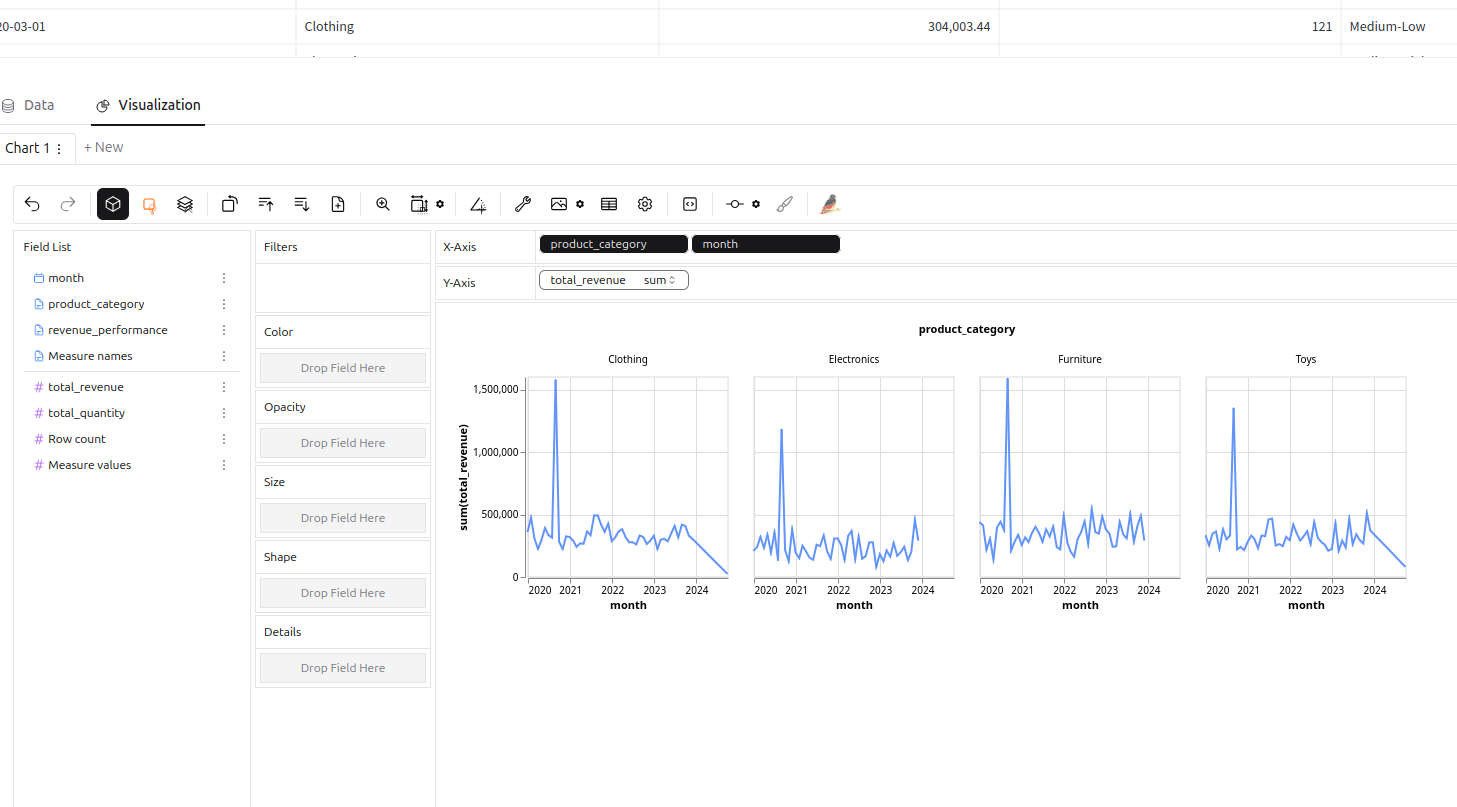 20-03-01 Clothing 304,003.44 121 Medium-Low
Data Visualization
Chart 1 + New
Field List
month
product_category
revenue_performance
Measure names
total_revenue
total_quantity
Row count
Measure values
Filters
Color
Drop Field Here
Opacity
Drop Field Here
Size
Drop Field Here
Shape
Drop Field Here
Details
Drop Field Here
X-Axis product_category month
Y-Axis total_revenue sum
product_category
Clothing Electronics Furniture Toys
sum(total_revenue)
1,500,000
1,000,000
500,000
0
2020 2021 2022 2023 2024 2020 2021 2022 2023 2024 2020 2021 2022 2023 2024 2020 2021 2022 2023 2024
month month month month